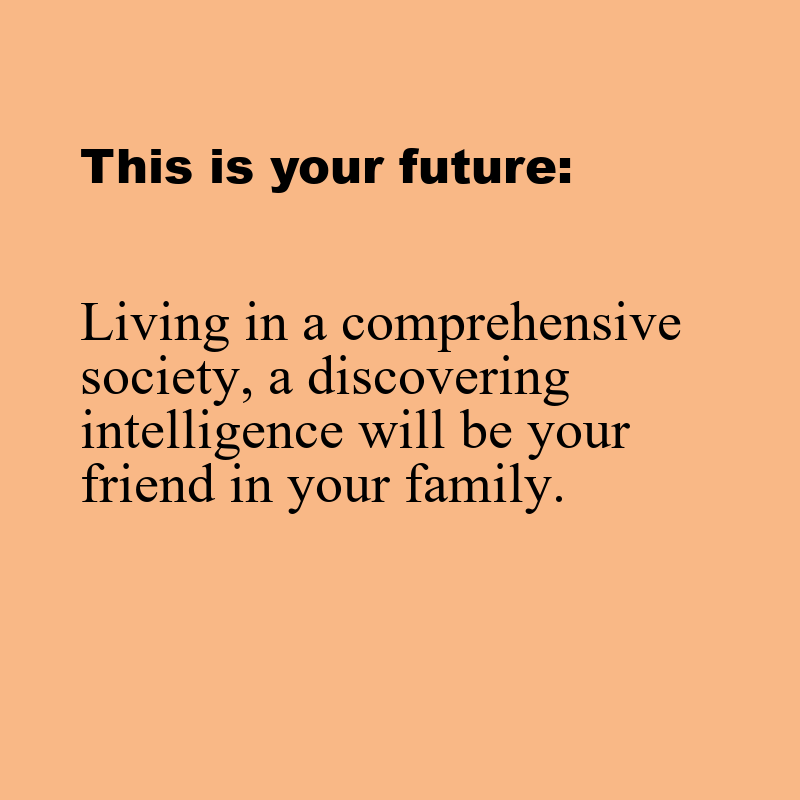 This is your future:
Living in a comprehensive
society, a discovering
intelligence will be your
friend in your family.